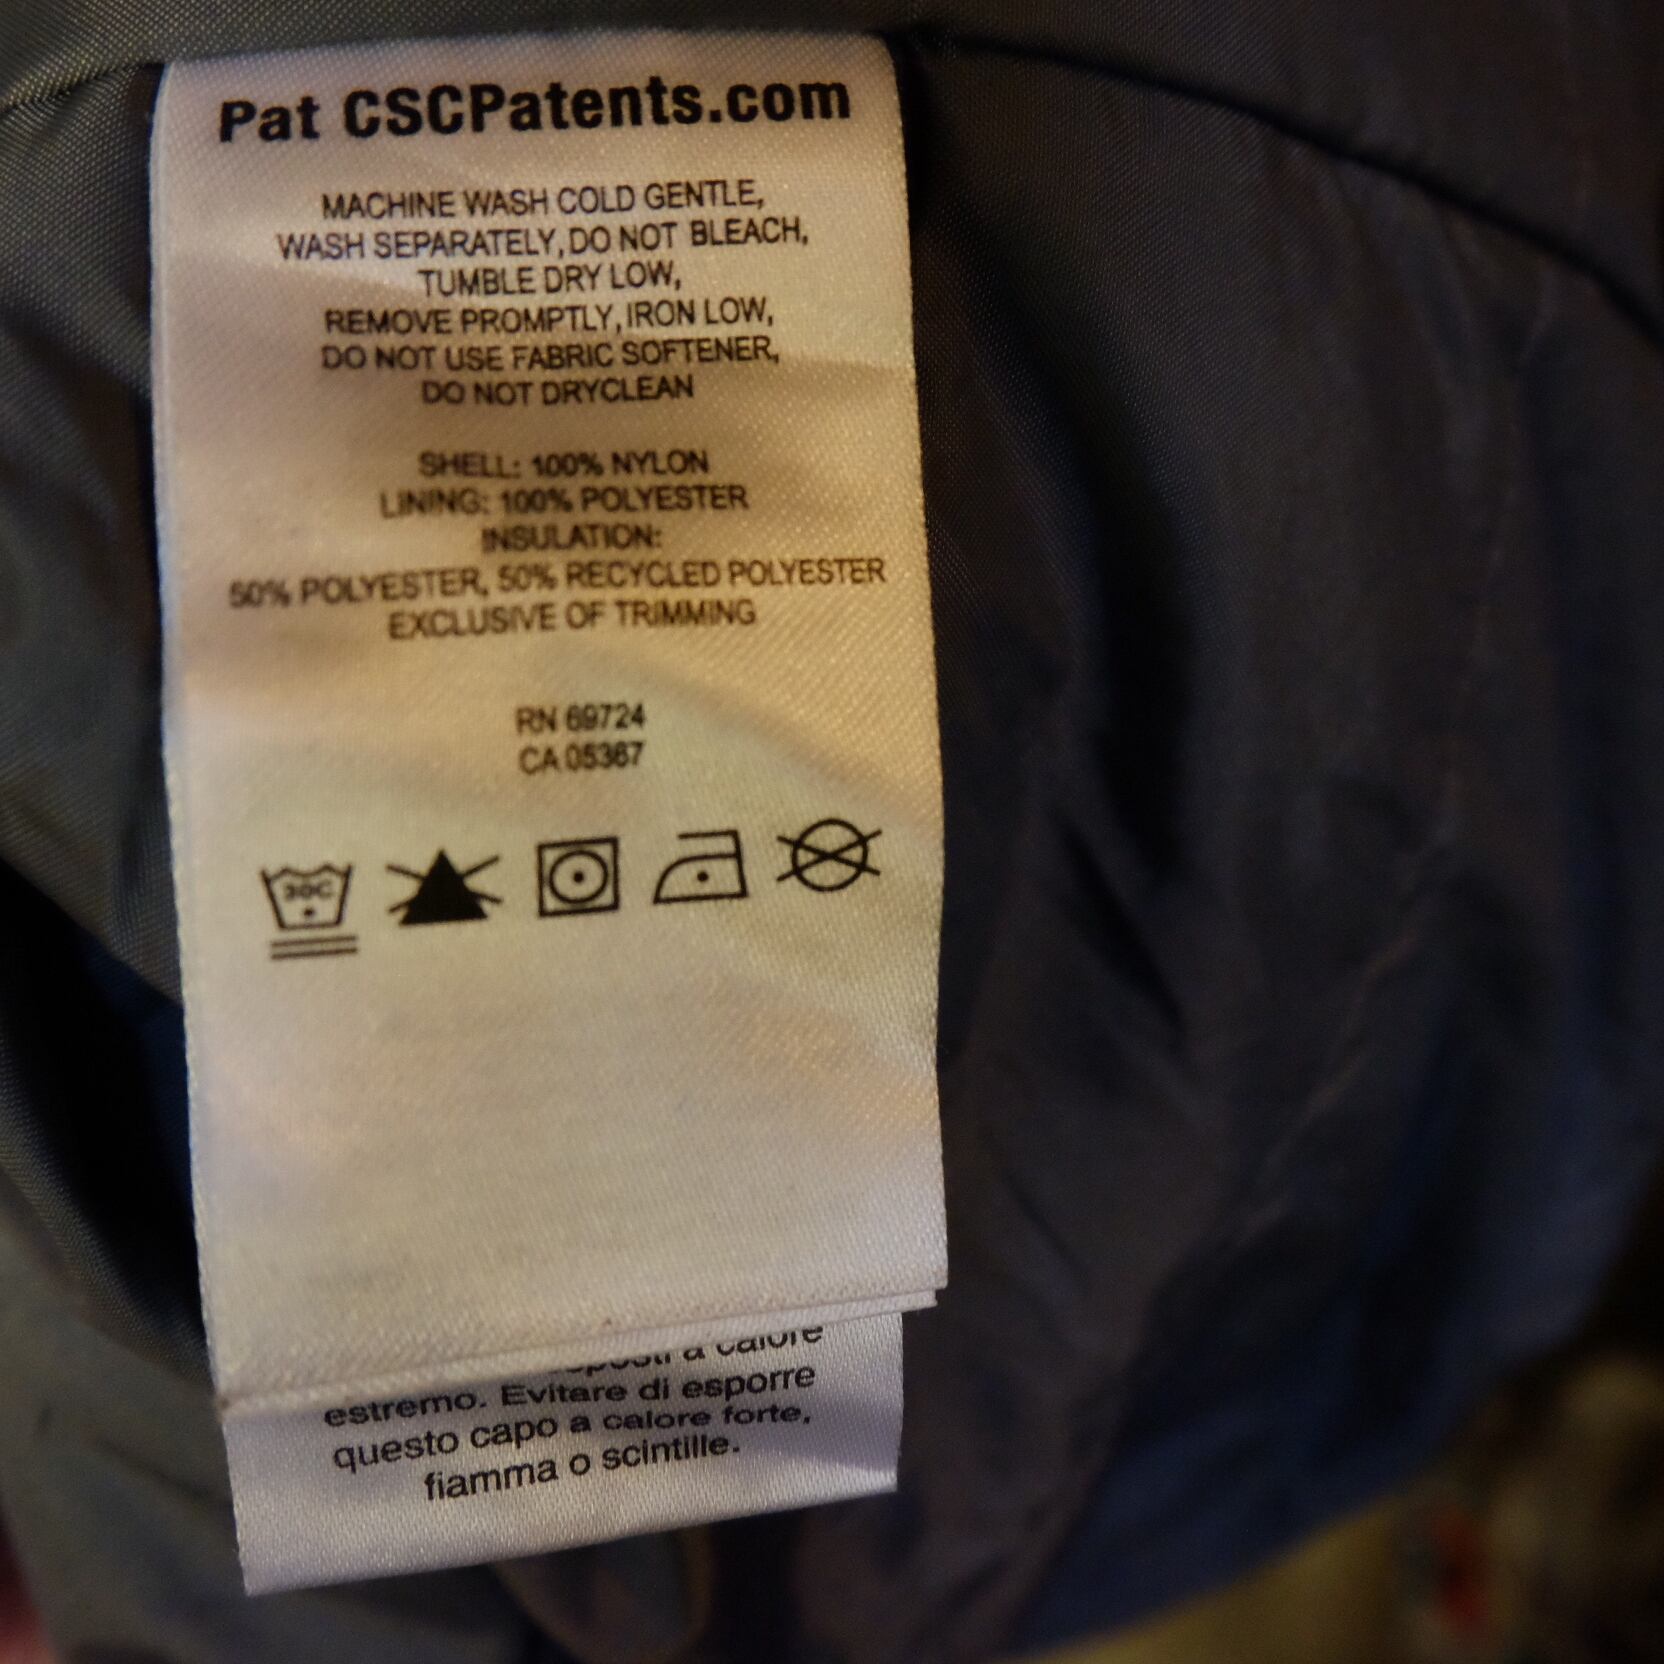 Pat CSCPatents.com
MACHINE WASH COLD GENTLE,
WASH SEPARATELY, DO NOT BLEACH,
TUMBLE DRY LOW,
REMOVE PROMPTLY, IRON LOW,
DO NOT USE FABRIC SOFTENER,
DO NOT DRYCLEAN
SHELL: 100% NYLON
LINING: 100% POLYESTER
INSULATION:
50% POLYESTER, 50% RECYCLED POLYESTER
EXCLUSIVE OF TRIMMING
RN 69724
CA 05367
30C
a calore
estremo. Evitare di esporre
questo capo a calore forte,
fiamma o scintille.